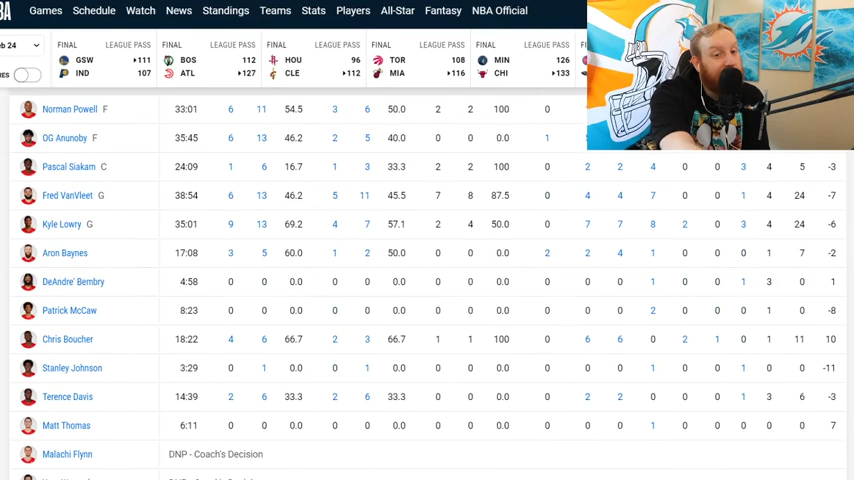 BA Games Schedule Watch News Standings Teams Stats Players All-Star Fantasy NBA Official
eb 24 FINAL LEAGUE PASS FINAL LEAGUE PASS FINAL LEAGUE PASS FINAL LEAGUE PASS FINAL LEAGUE PASS
GSW 111 BOS 112 HOU 96 TOR 108 MIN 126
RES IND 107 ATL 127 CLE 112 MIA 116 CHI 133
Norman Powell F 33:01 6 11 54.5 3 6 50.0 2 2 100 0
OG Anunoby F 35:45 6 13 46.2 2 5 40.0 0 0 0.0 1
Pascal Siakam C 24:09 1 6 16.7 1 3 33.3 2 2 100 0 2 2 4 0 0 3 4 5 -3
Fred VanVleet G 38:54 6 13 46.2 5 11 45.5 7 8 87.5 0 4 4 7 0 0 1 4 24 -7
Kyle Lowry G 35:01 9 13 69.2 4 7 57.1 2 4 50.0 0 7 7 8 2 0 3 4 24 -6
Aron Baynes 17:08 3 5 60.0 1 2 50.0 0 0 0.0 2 2 4 1 0 0 0 1 7 -2
DeAndre' Bembry 4:58 0 0 0.0 0 0 0.0 0 0 0.0 0 0 0 1 0 0 1 3 0 1
Patrick McCaw 8:23 0 0 0.0 0 0 0.0 0 0 0.0 0 0 0 2 0 0 0 1 0 -8
Chris Boucher 18:22 4 6 66.7 2 3 66.7 1 1 100 0 6 6 0 2 1 0 1 11 10
Stanley Johnson 3:29 0 1 0.0 0 1 0.0 0 0 0.0 0 0 0 1 0 0 1 0 0 -11
Terence Davis 14:39 2 6 33.3 2 6 33.3 0 0 0.0 0 2 2 0 0 0 1 3 6 -3
Matt Thomas 6:11 0 0 0.0 0 0 0.0 0 0 0.0 0 0 0 1 0 0 0 0 0 7
Malachi Flynn DNP - Coach's Decision